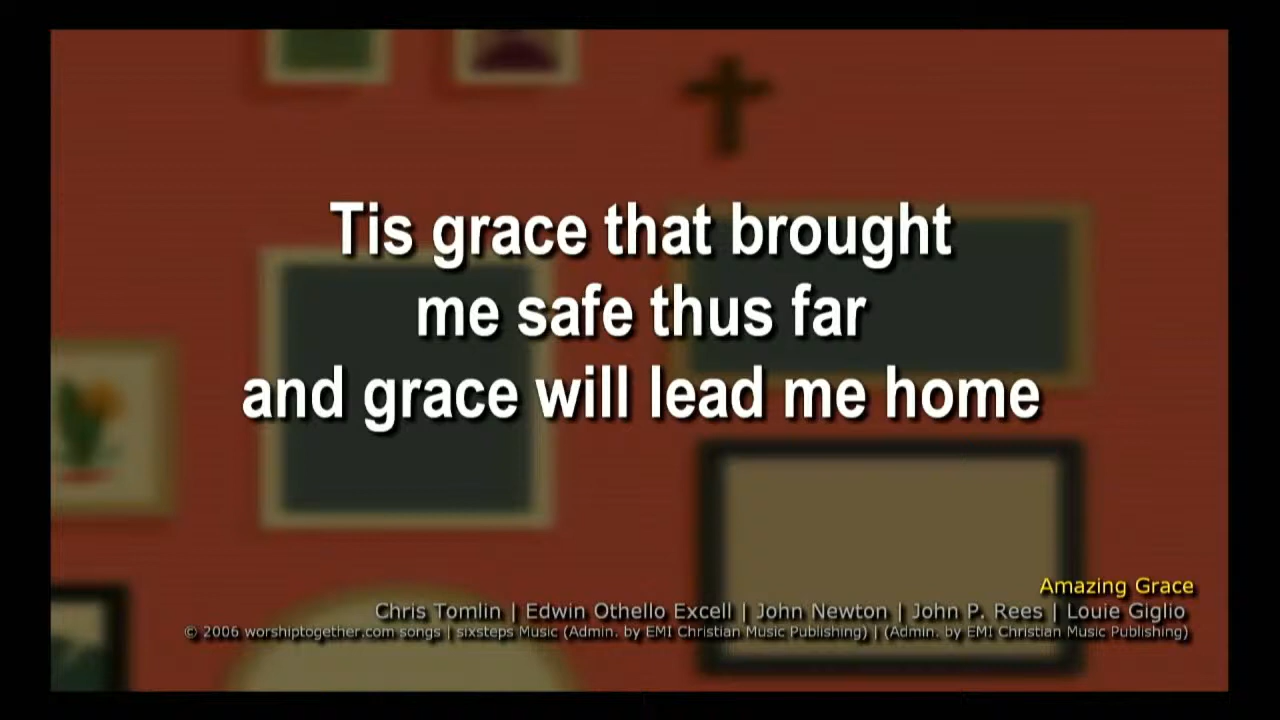 Tis grace that brought
me safe thus far
and grace will lead me home
Amazing Grace
Chris Tomlin | Edwin Othello Excell | John Newton | John P. Rees | Louie Giglio
© 2006 worshiptogether.com songs | sixsteps Music (Admin. by EMI Christian Music Publishing) | (Admin. by EMI Christian Music Publishing)